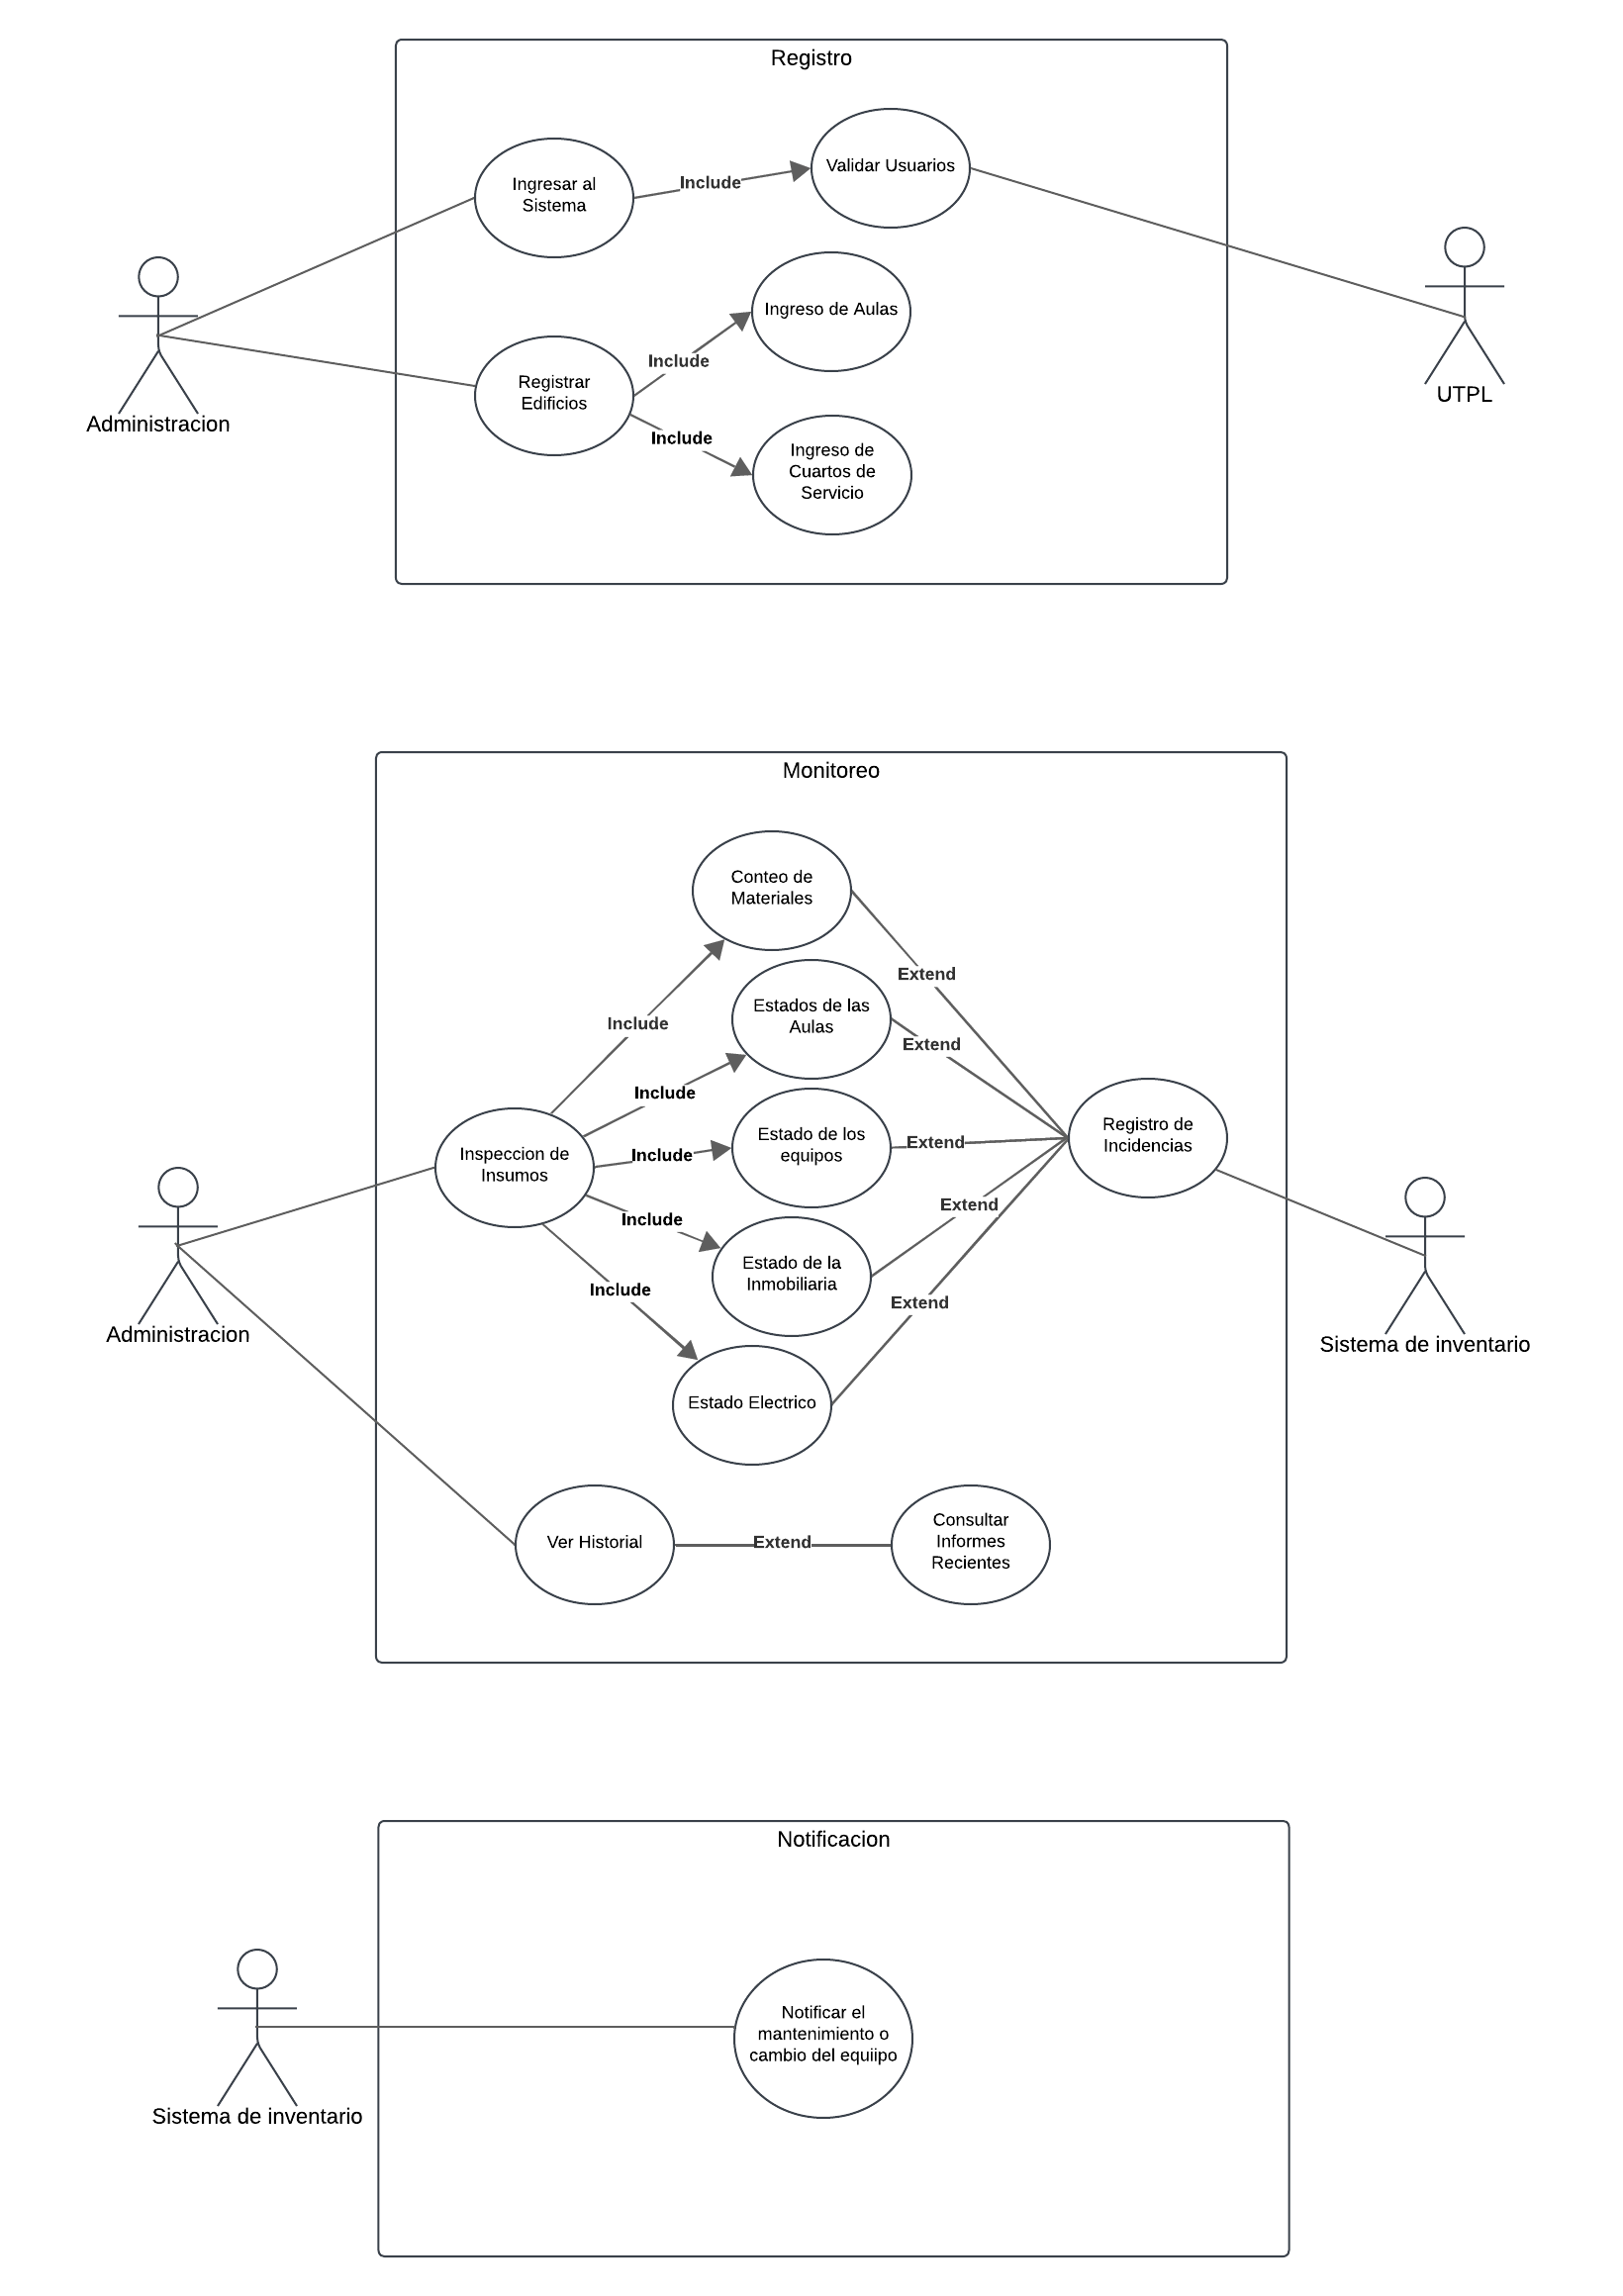 Registro
Ingresar al
Sistema
Include
Validar Usuarios
Ingreso de Aulas
Include
Registrar
Edificios
Include
Ingreso de
Cuartos de
Servicio
Administracion
UTPL
Monitoreo
Conteo de
Materiales
Extend
Include
Estados de las
Aulas
Extend
Include
Estado de los
equipos
Extend
Include
Inspeccion de
Insumos
Registro de
Incidencias
Include
Extend
Estado de la
Inmobiliaria
Include
Extend
Estado Electrico
Administracion
Sistema de inventario
Ver Historial
Extend
Consultar
Informes
Recientes
Notificacion
Notificar el
mantenimiento o
cambio del equiipo
Sistema de inventario